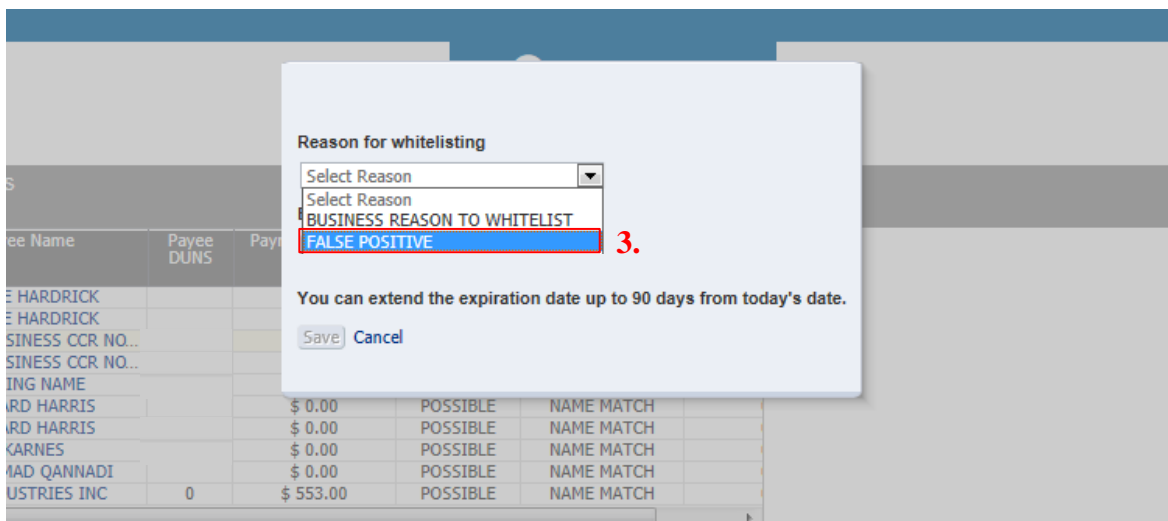 Reason for whitelisting
Select Reason
Select Reason
BUSINESS REASON TO WHITELIST
FALSE POSITIVE 3.
You can extend the expiration date up to 90 days from today's date.
Save Cancel
S
ee Name Payee DUNS Payr
E HARDRICK
E HARDRICK
SINESS CCR NO...
SINESS CCR NO...
ING NAME
ARD HARRIS $ 0.00 POSSIBLE NAME MATCH
ARD HARRIS $ 0.00 POSSIBLE NAME MATCH
KARNES $ 0.00 POSSIBLE NAME MATCH
MAD QANNADI $ 0.00 POSSIBLE NAME MATCH
USTRIES INC 0 $ 553.00 POSSIBLE NAME MATCH